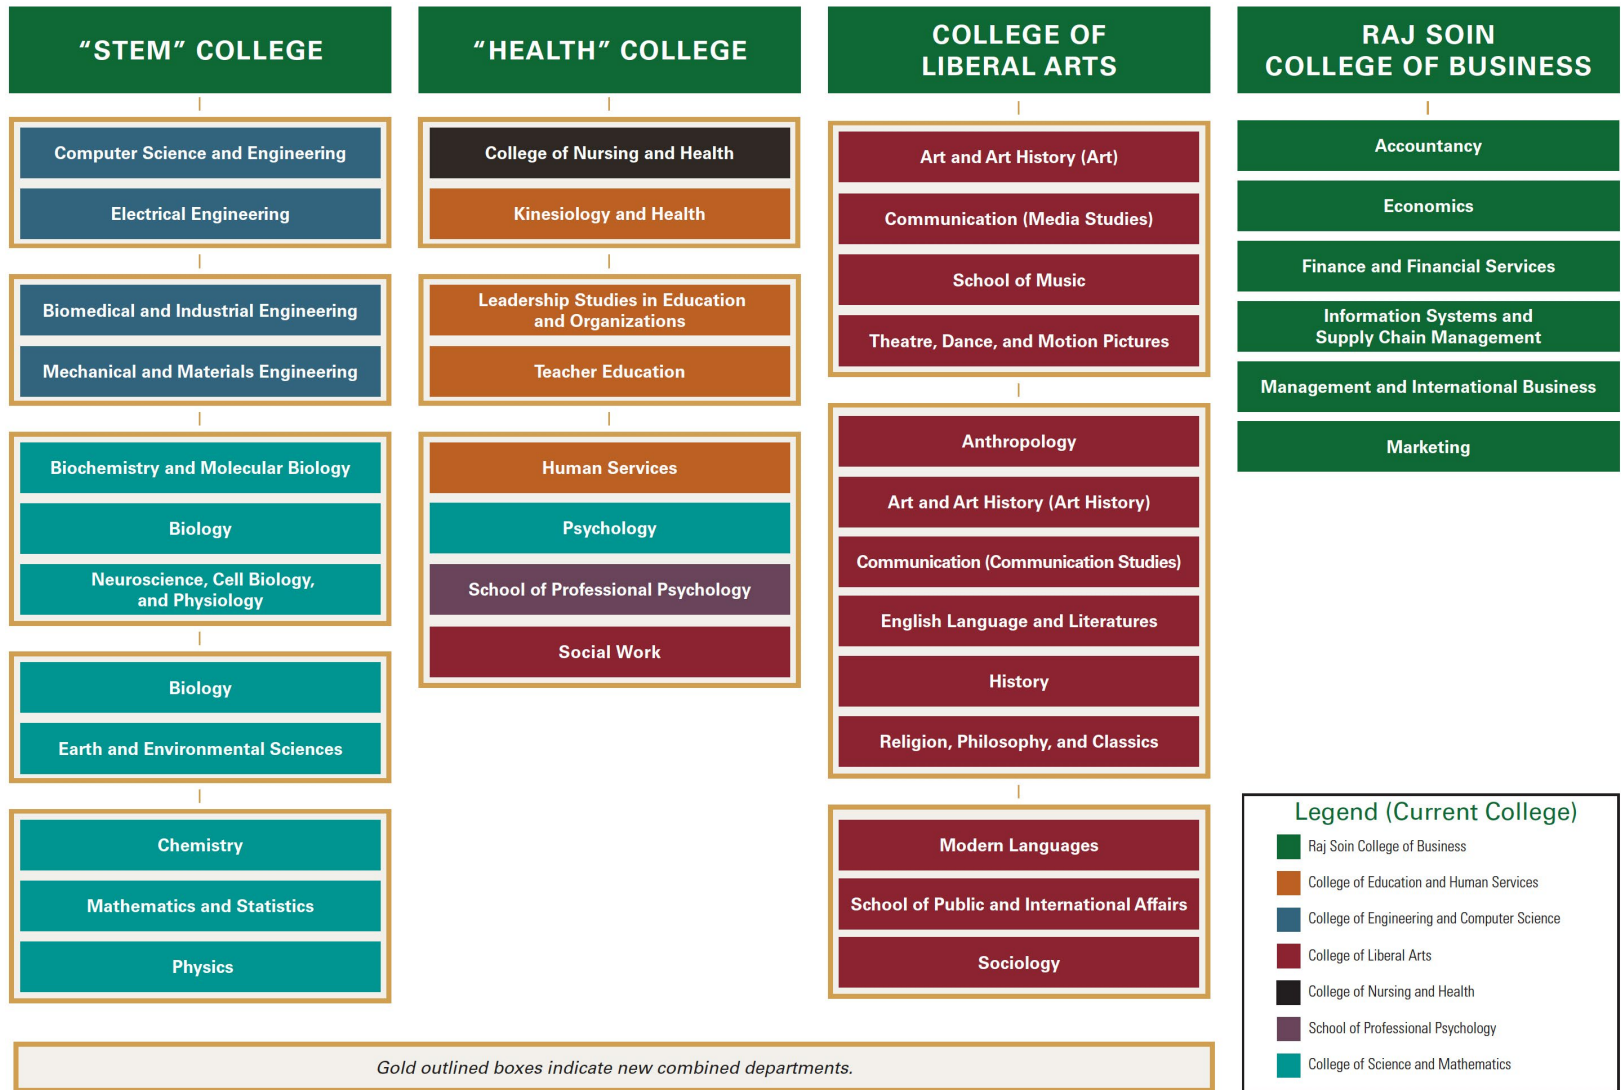 “STEM” COLLEGE
Computer Science and Engineering
Electrical Engineering
Biomedical and Industrial Engineering
Mechanical and Materials Engineering
Biochemistry and Molecular Biology
Biology
Neuroscience, Cell Biology,
and Physiology
Biology
Earth and Environmental Sciences
Chemistry
Mathematics and Statistics
Physics
“HEALTH” COLLEGE
College of Nursing and Health
Kinesiology and Health
Leadership Studies in Education
and Organizations
Teacher Education
Human Services
Psychology
School of Professional Psychology
Social Work
COLLEGE OF
LIBERAL ARTS
Art and Art History (Art)
Communication (Media Studies)
School of Music
Theatre, Dance, and Motion Pictures
Anthropology
Art and Art History (Art History)
Communication (Communication Studies)
English Language and Literatures
History
Religion, Philosophy, and Classics
Modern Languages
School of Public and International Affairs
Sociology
RAJ SOIN
COLLEGE OF BUSINESS
Accountancy
Economics
Finance and Financial Services
Information Systems and
Supply Chain Management
Management and International Business
Marketing
Legend (Current College)
Raj Soin College of Business
College of Education and Human Services
College of Engineering and Computer Science
College of Liberal Arts
College of Nursing and Health
School of Professional Psychology
College of Science and Mathematics
Gold outlined boxes indicate new combined departments.